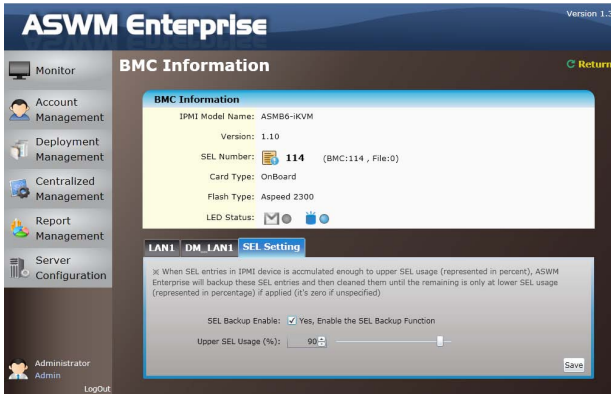 ASWM Enterprise
Version 1.3
Monitor
Account
Management
Deployment
Management
Centralized
Management
Report
Management
Server
Configuration
Administrator
Admin
LogOut
BMC Information
Return
BMC Information
IPMI Model Name: ASMB6-iKVM
Version: 1.10
SEL Number: 114 (BMC:114 , File:0)
Card Type: OnBoard
Flash Type: Aspeed 2300
LED Status:
LAN1 DM_LAN1 SEL Setting
※ When SEL entries in IPMI device is accmulated enough to upper SEL usage (represented in percent), ASWM
Enterprise will backup these SEL entries and then cleaned them until the remaining is only at lower SEL usage
(represented in percentage) if applied (it's zero if unspecified)
SEL Backup Enable: Yes, Enable the SEL Backup Function
Upper SEL Usage (%): 90
Save